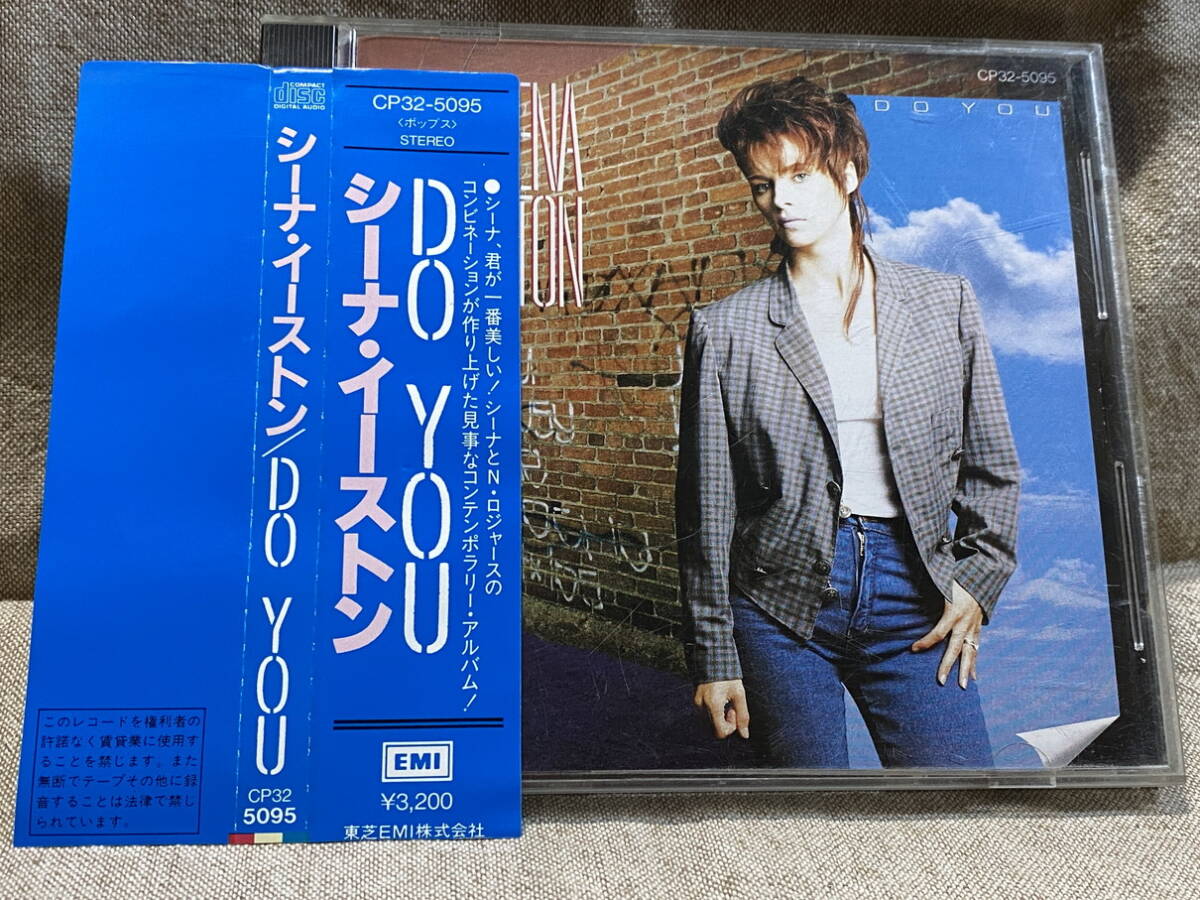 COMPACT
disc
DIGITAL AUDIO
シーナ・イーストン/DO YOU
CP32
5095
このレコードを権利者の
許諾なく賃貸業に使用す
ることを禁じます。また
無断でテープその他に録
音することは法律で禁じ
られています。
CP32-5095
〈ポップス〉
STEREO
●シーナ、君が一番美しい!シーナとN・ロジャースの
コンビネーションが作り上げた見事なコンテンポラリー・アルバム!
DO YOU
シーナ・イーストン
EMI
¥3,200
東芝EMI株式会社
ENA
TON
CP32-5095
DO YOU